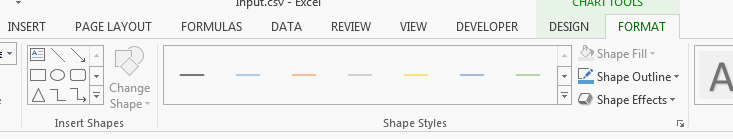 Input.csv - Excel
CHART TOOLS
INSERT PAGE LAYOUT FORMULAS DATA REVIEW VIEW DEVELOPER DESIGN FORMAT
Change
Shape
Shape Fill
Shape Outline
Shape Effects
A
Insert Shapes Shape Styles